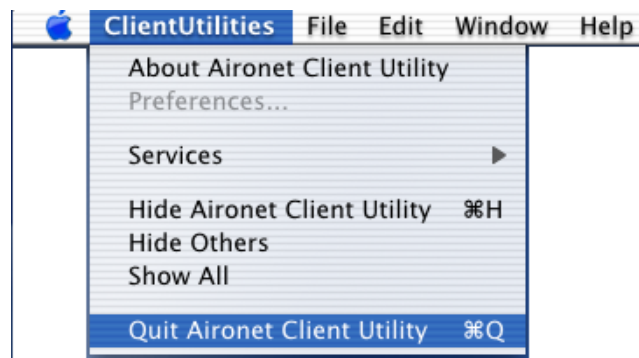 ClientUtilities File Edit Window Help
About Aironet Client Utility
Preferences...
Services
Hide Aironet Client Utility ⌘H
Hide Others
Show All
Quit Aironet Client Utility ⌘Q